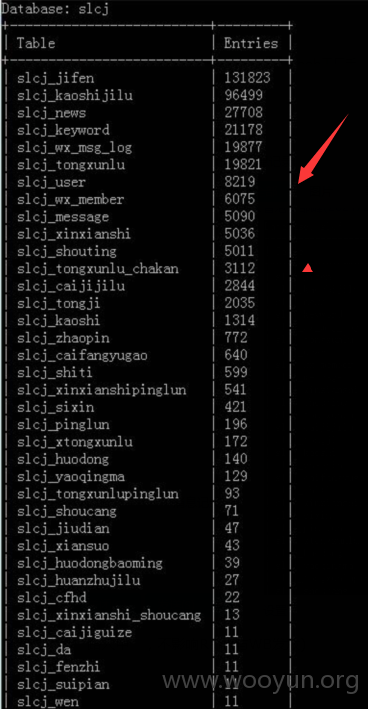 Database: slcj
Table | Entries
slcj_jifen | 131823
slcj_kaoshijilu | 96499
slcj_news | 27708
slcj_keyword | 21178
slcj_wx_msg_log | 19877
slcj_tongxunlu | 19821
slcj_user | 8219
slcj_wx_member | 6075
slcj_message | 5090
slcj_xinxianshi | 5036
slcj_shouting | 5011
slcj_tongxunlu_chakan | 3112
slcj_caijijilu | 2844
slcj_tongji | 2035
slcj_kaoshi | 1314
slcj_zhaopin | 772
slcj_caifangyugao | 640
slcj_shiti | 599
slcj_xinxianshipinglun | 541
slcj_sixin | 421
slcj_pinglun | 196
slcj_xtongxunlu | 172
slcj_huodong | 140
slcj_yaoqingma | 129
slcj_tongxunlupinglun | 93
slcj_shoucang | 71
slcj_jiudian | 47
slcj_xiansuo | 43
slcj_huodongbaoming | 39
slcj_huanzhujilu | 27
slcj_cfhd | 22
slcj_xinxianshi_shoucang | 13
slcj_caijiguize | 11
slcj_da | 11
slcj_fenzhi | 11
slcj_suipian | 11
slcj_wen | 11
www.wooyun.org